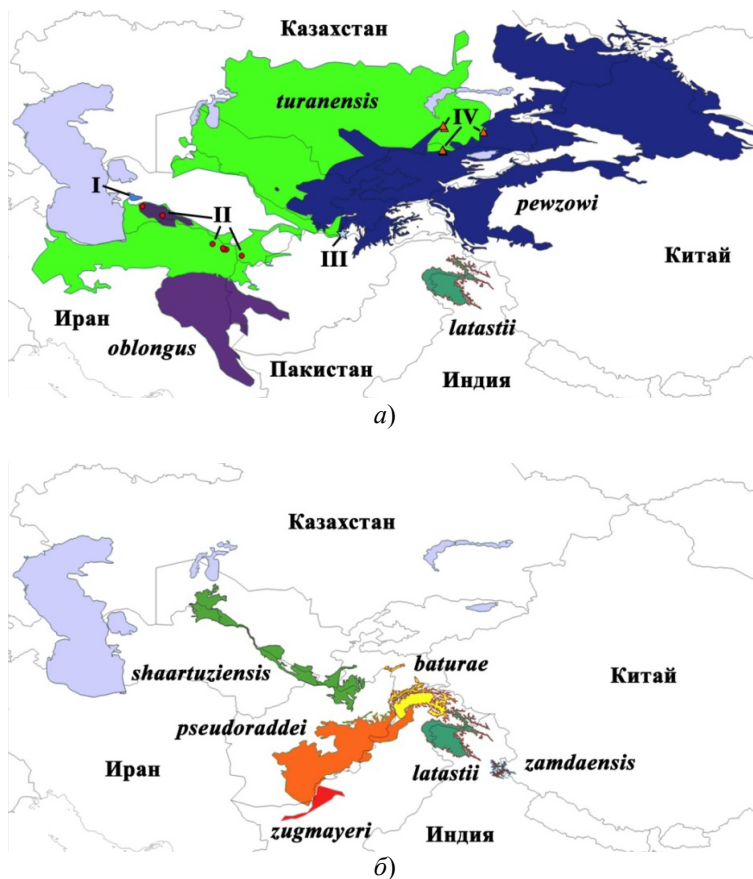 Казахстан
turanensis
IV
I
II
pewzowi
III
Китай
Иран
latastii
oblongus
Пакистан
Индия
а)
Казахстан
baturae
shaartuziensis
Китай
pseudoraddei
Иран
latastii
zamdaensis
zugmayeri
Индия
б)